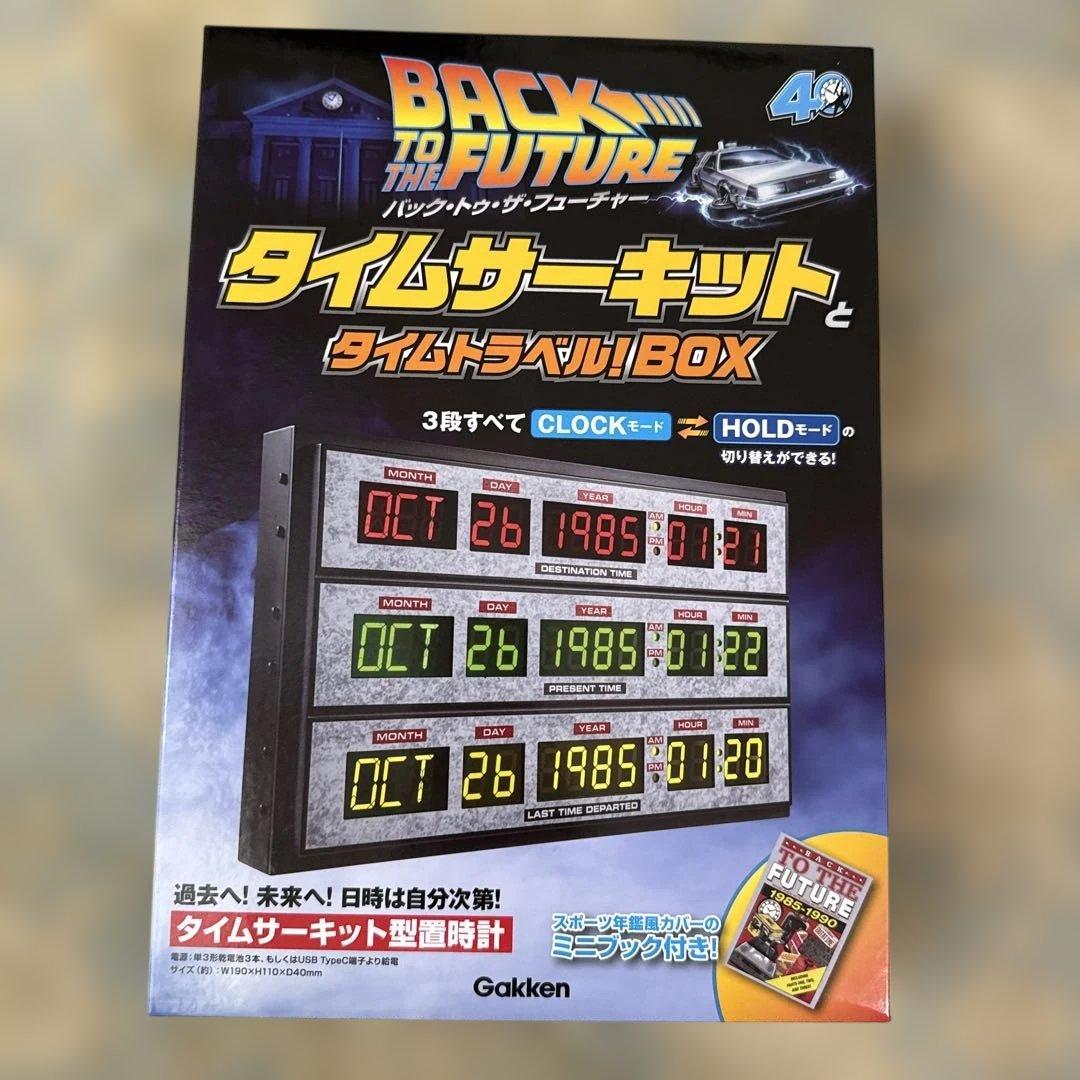 BACK
TO
THE FUTURE
バック・トゥ・ザ・フューチャー
40
タイムサーキットと
タイムトラベル!BOX
3段すべて CLOCKモード HOLDモードの
切り替えができる!
MONTH DAY YEAR HOUR MIN
OCT 26 1985 AM PM 01 21
DESTINATION TIME
MONTH DAY YEAR HOUR MIN
OCT 26 1985 AM PM 01 22
PRESENT TIME
MONTH DAY YEAR HOUR MIN
OCT 26 1985 AM PM 01 20
LAST TIME DEPARTED
過去へ! 未来へ! 日時は自分次第!
タイムサーキット型置時計
電源:単3形乾電池3本、もしくはUSB TypeC端子より給電
サイズ(約):W190×H110×D40mm
スポーツ年鑑風カバーの
ミニブック付き!
BACK
TO THE
FUTURE
1985-1990
INCLUDING
PARTS ONE, TWO,
AND THREE!
Gakken